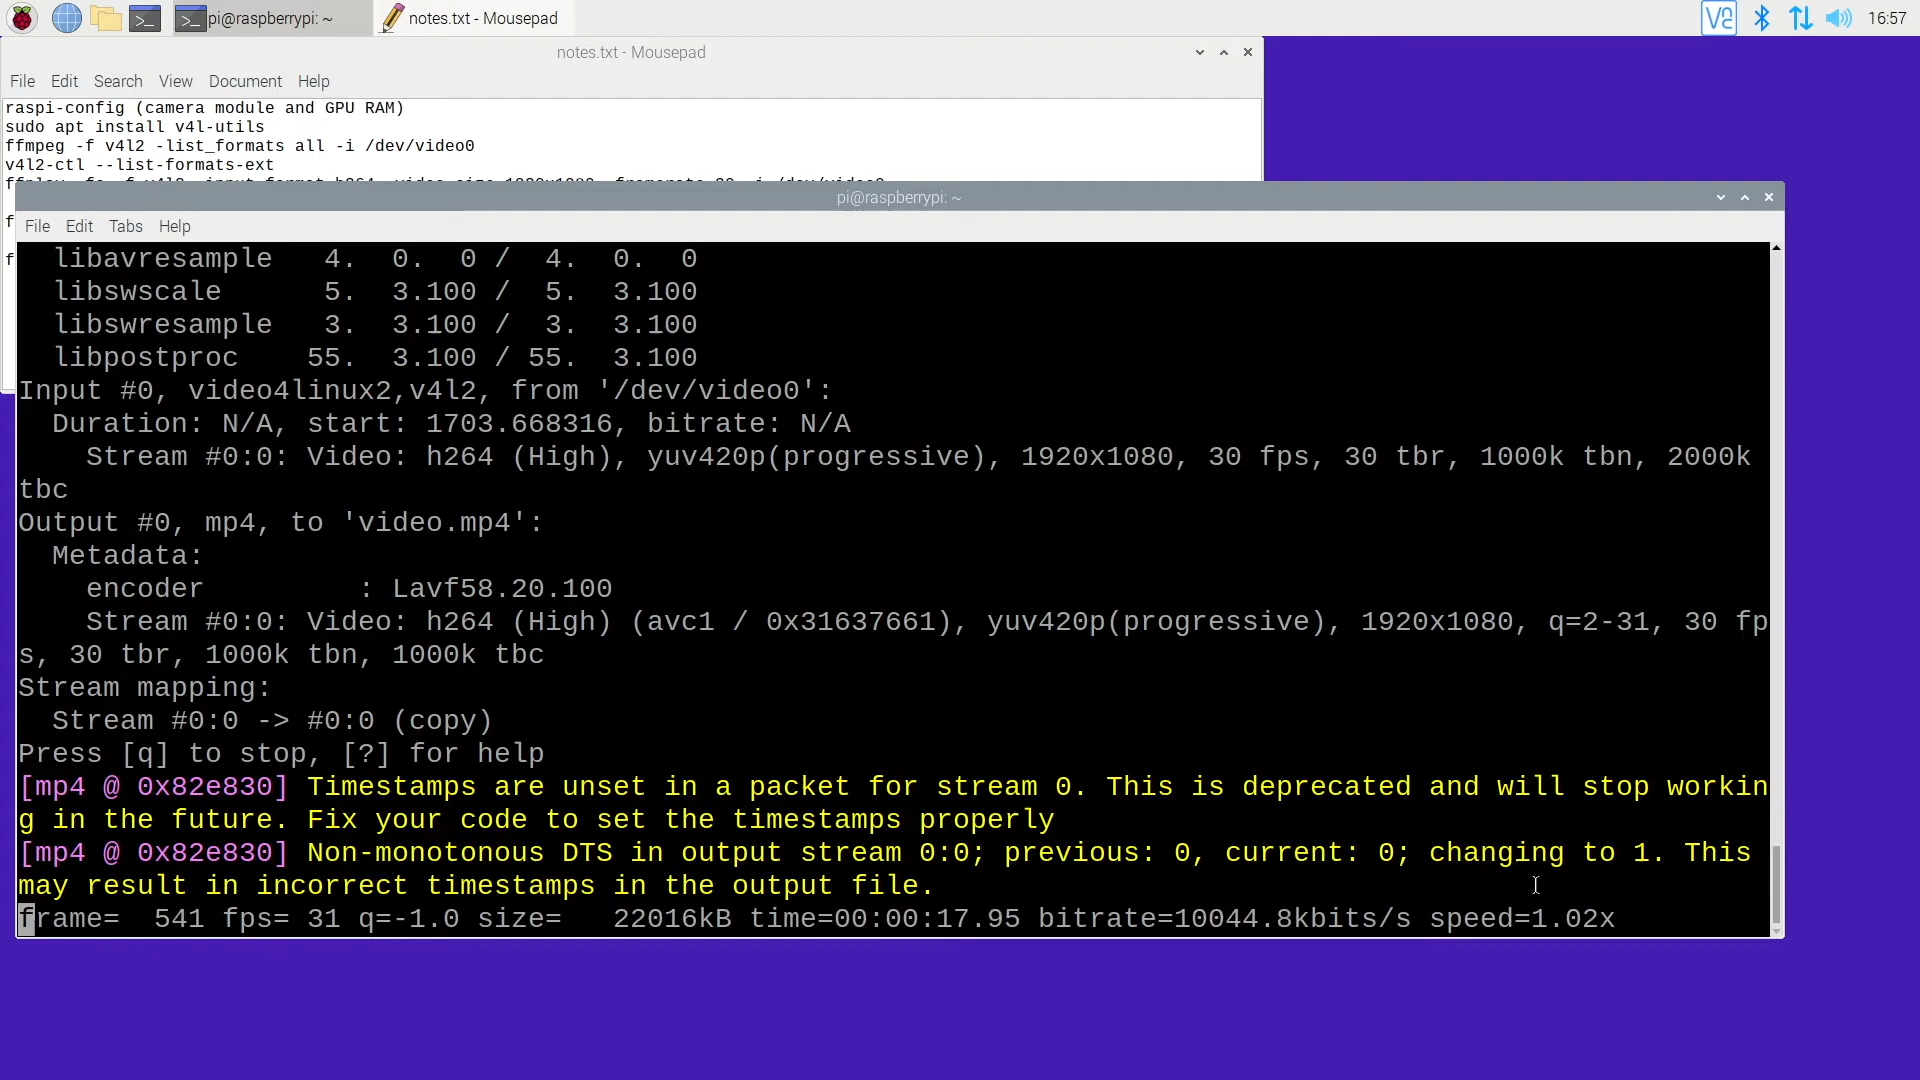 pi@raspberrypi: ~
notes.txt - Mousepad
16:57
notes.txt - Mousepad
File Edit Search View Document Help
raspi-config (camera module and GPU RAM)
sudo apt install v4l-utils
ffmpeg -f v4l2 -list_formats all -i /dev/video0
v4l2-ctl --list-formats-ext
f
f
pi@raspberrypi: ~
File Edit Tabs Help
libavresample 4. 0. 0 / 4. 0. 0
libswscale 5. 3.100 / 5. 3.100
libswresample 3. 3.100 / 3. 3.100
libpostproc 55. 3.100 / 55. 3.100
Input #0, video4linux2,v4l2, from '/dev/video0':
Duration: N/A, start: 1703.668316, bitrate: N/A
Stream #0:0: Video: h264 (High), yuv420p(progressive), 1920x1080, 30 fps, 30 tbr, 1000k tbn, 2000k
tbc
Output #0, mp4, to 'video.mp4':
Metadata:
encoder : Lavf58.20.100
Stream #0:0: Video: h264 (High) (avc1 / 0x31637661), yuv420p(progressive), 1920x1080, q=2-31, 30 fp
s, 30 tbr, 1000k tbn, 1000k tbc
Stream mapping:
Stream #0:0 -> #0:0 (copy)
Press [q] to stop, [?] for help
[mp4 @ 0x82e830] Timestamps are unset in a packet for stream 0. This is deprecated and will stop workin
g in the future. Fix your code to set the timestamps properly
[mp4 @ 0x82e830] Non-monotonous DTS in output stream 0:0; previous: 0, current: 0; changing to 1. This
may result in incorrect timestamps in the output file.
frame= 541 fps= 31 q=-1.0 size= 22016kB time=00:00:17.95 bitrate=10044.8kbits/s speed=1.02x